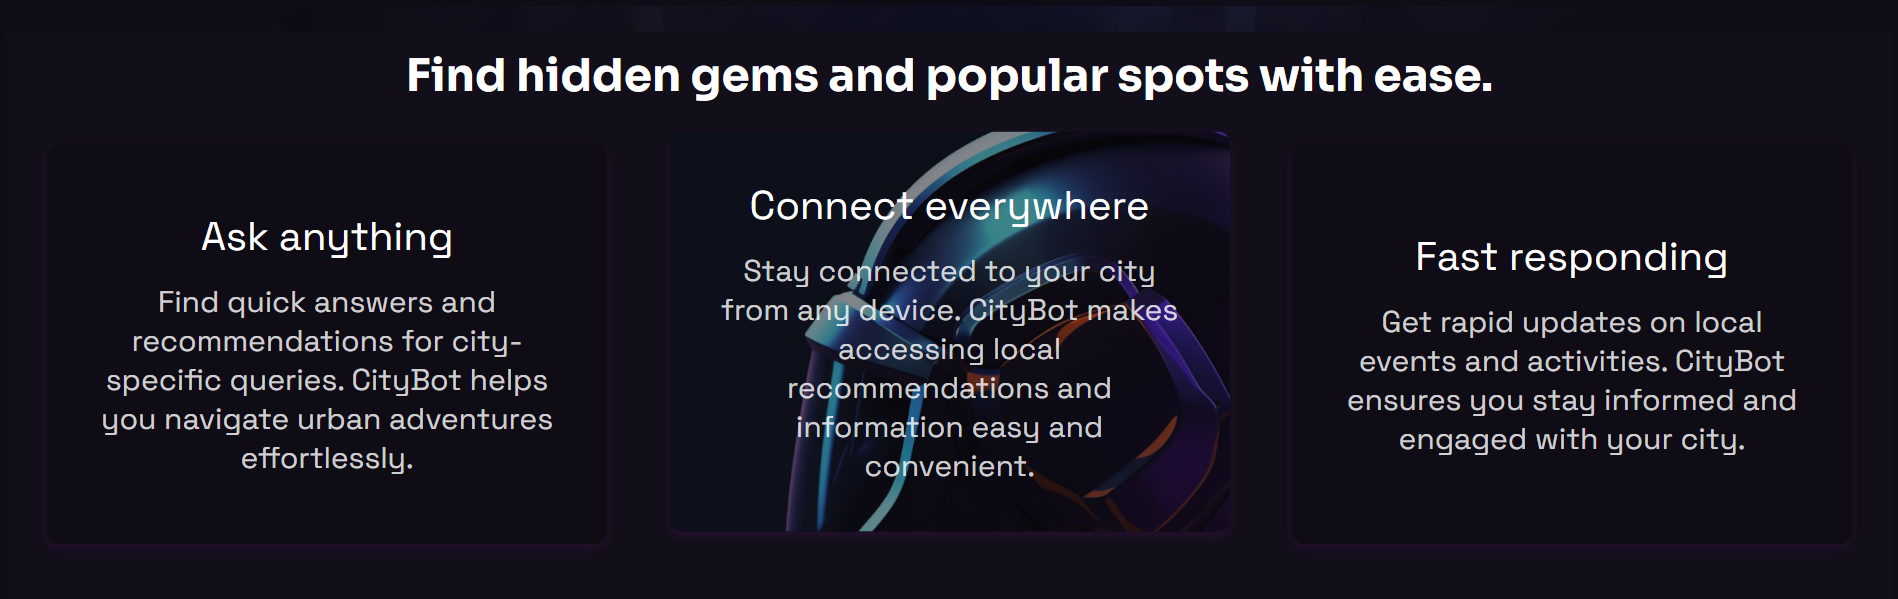 Find hidden gems and popular spots with ease.
Ask anything
Find quick answers and
recommendations for city-
specific queries. CityBot helps
you navigate urban adventures
effortlessly.
Connect everywhere
Stay connected to your city
from any device. CityBot makes
accessing local
recommendations and
information easy and
convenient.
Fast responding
Get rapid updates on local
events and activities. CityBot
ensures you stay informed and
engaged with your city.